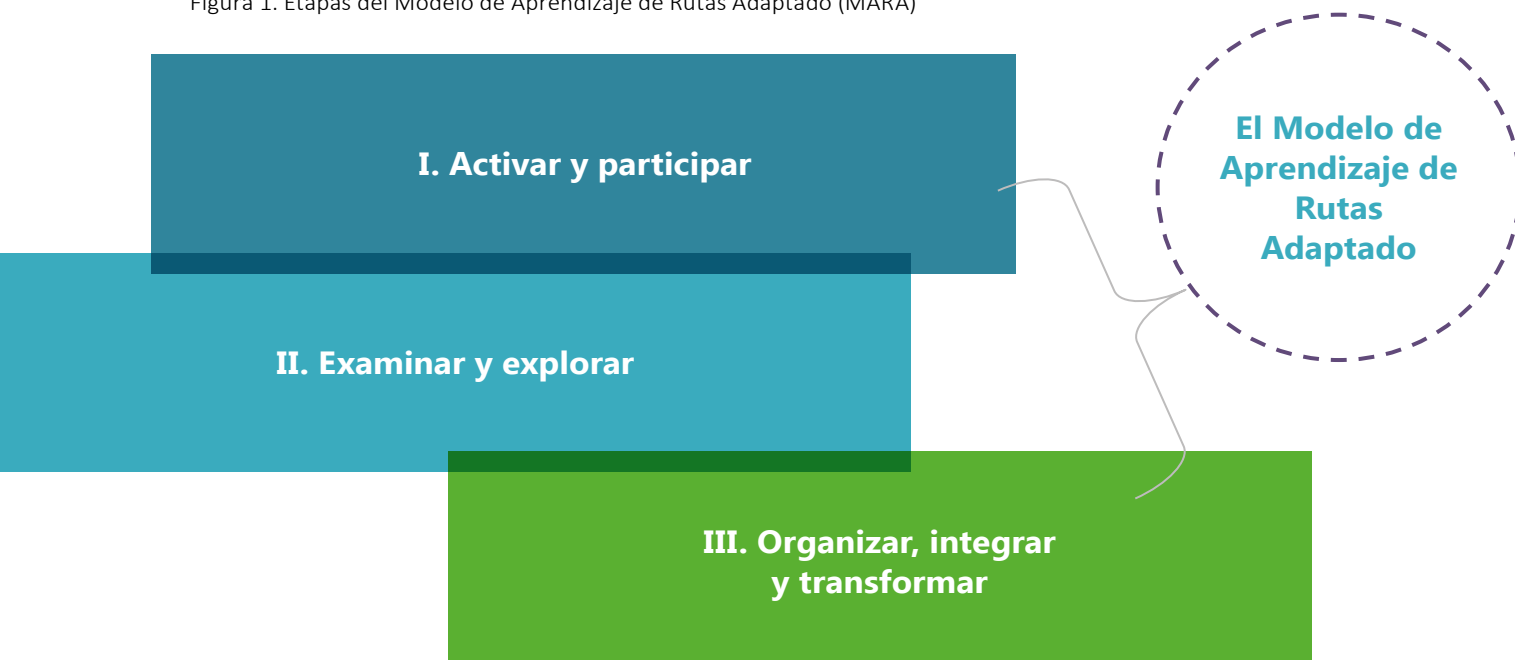 Figura 1. Etapas del Modelo de Aprendizaje de Rutas Adaptado (MARA)
I. Activar y participar
El Modelo de
Aprendizaje de
Rutas
Adaptado
II. Examinar y explorar
III. Organizar, integrar
y transformar